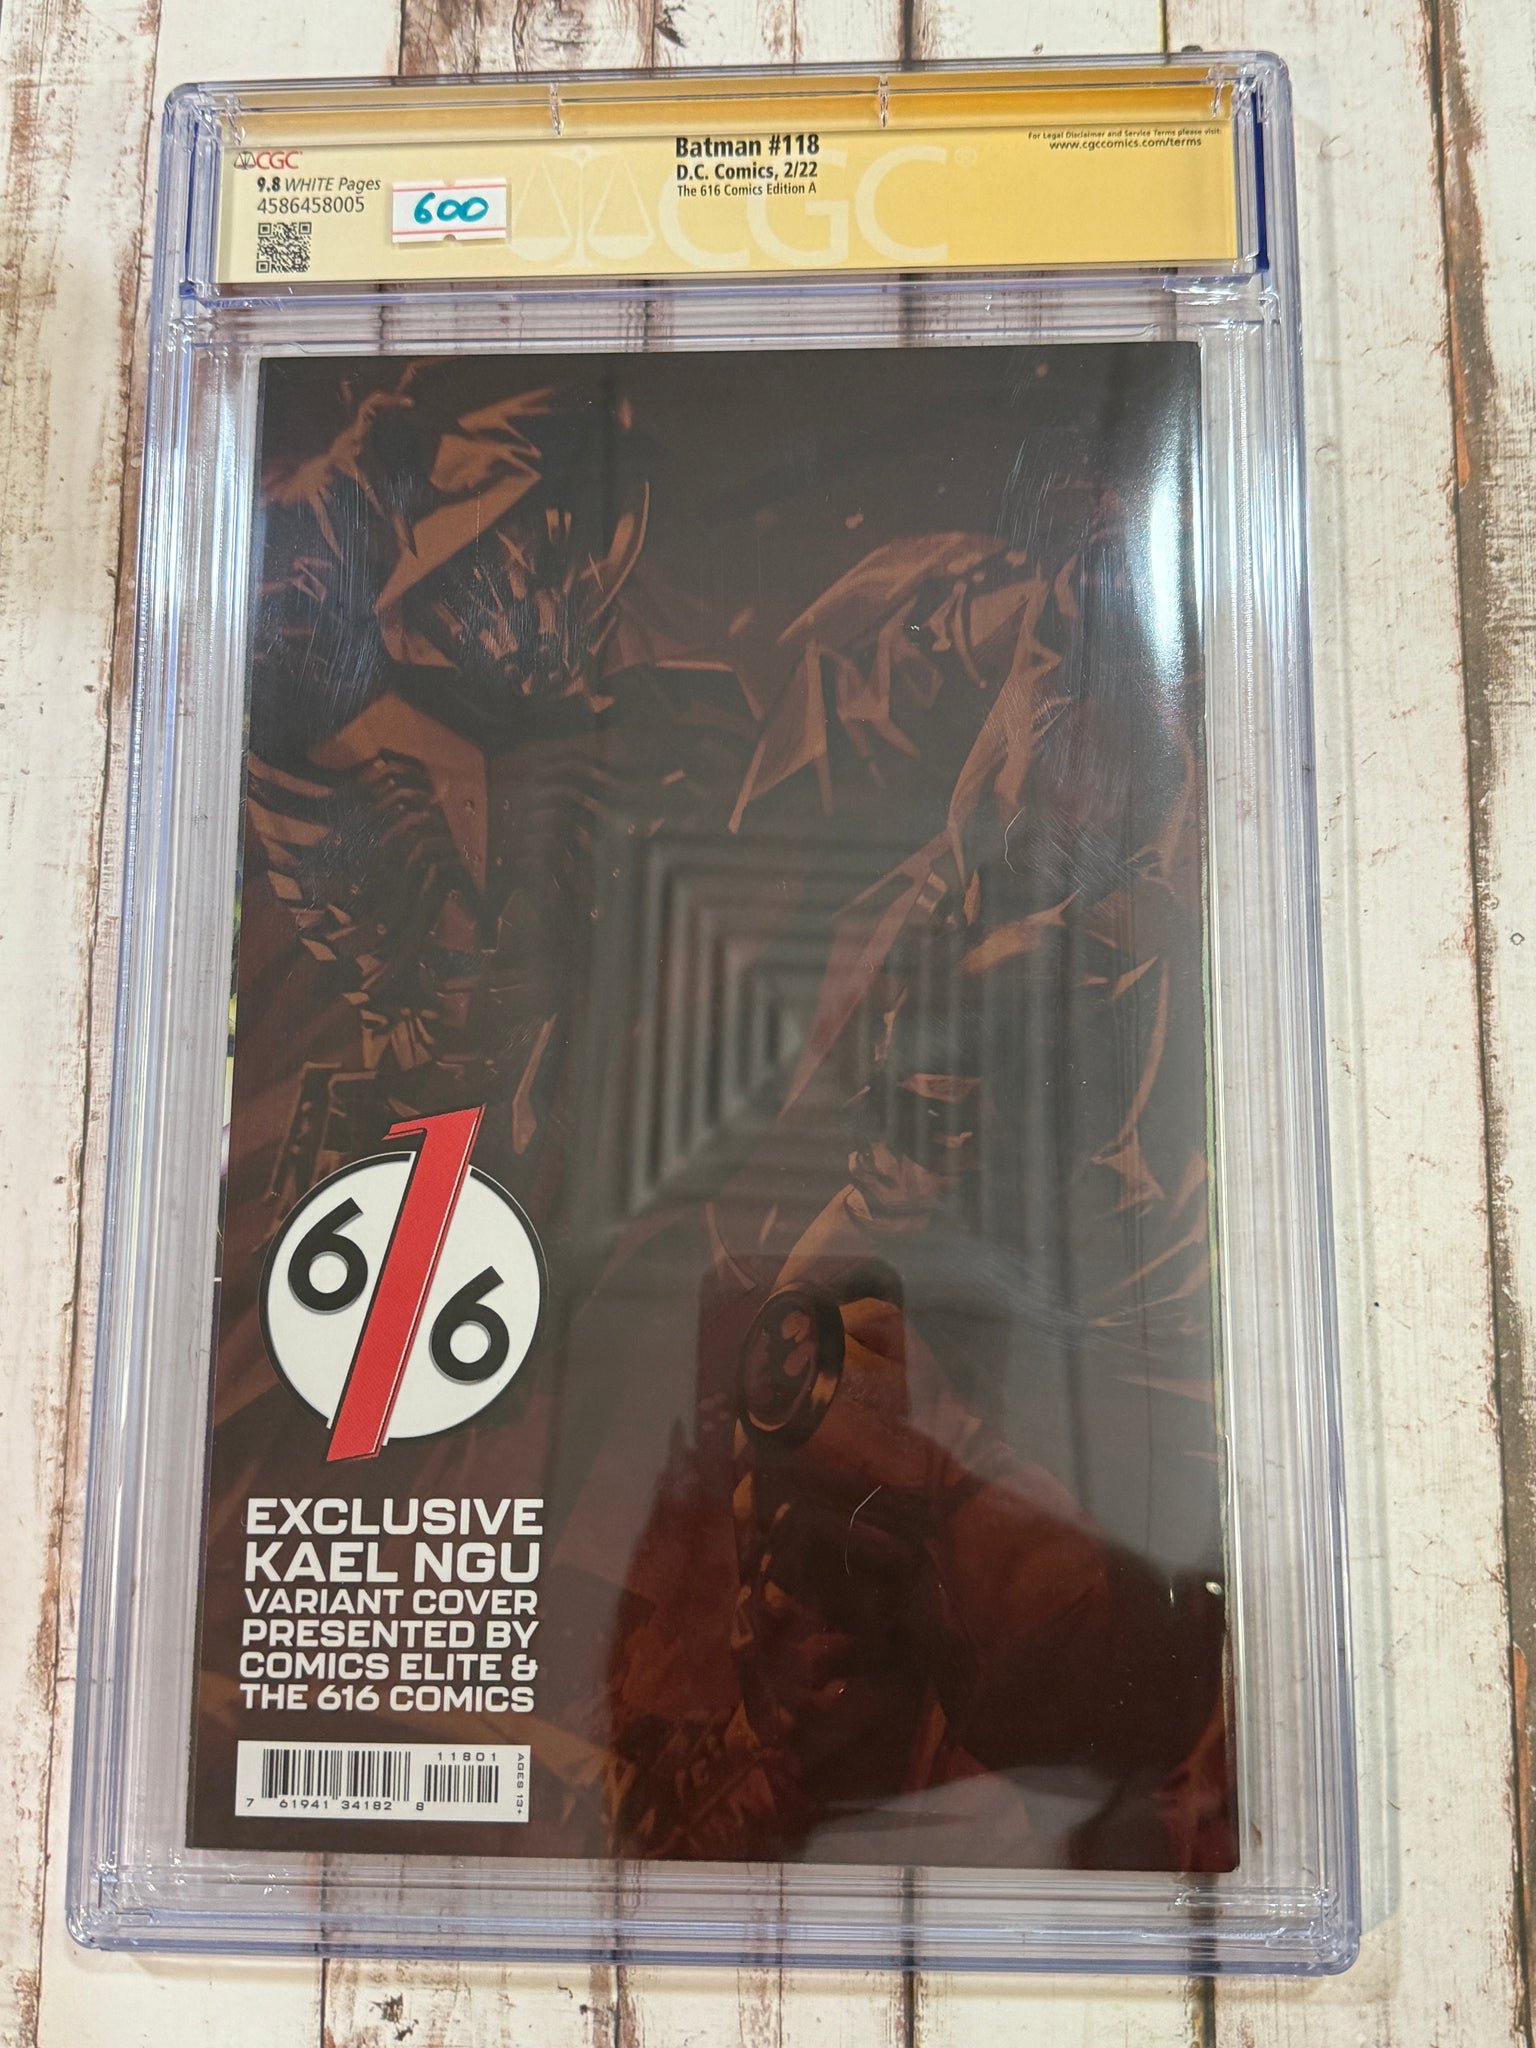 CGC
9.8 WHITE Pages
4586458005
600
Batman #118
D.C. Comics, 2/22
The 616 Comics Edition A
For Legal Disclaimer and Service Terms please visit:
www.cgccomics.com/terms
CGC®
616
EXCLUSIVE
KAEL NGU
VARIANT COVER
PRESENTED BY
COMICS ELITE &
THE 616 COMICS
11801
7 61941 34182 8
AGES 13+